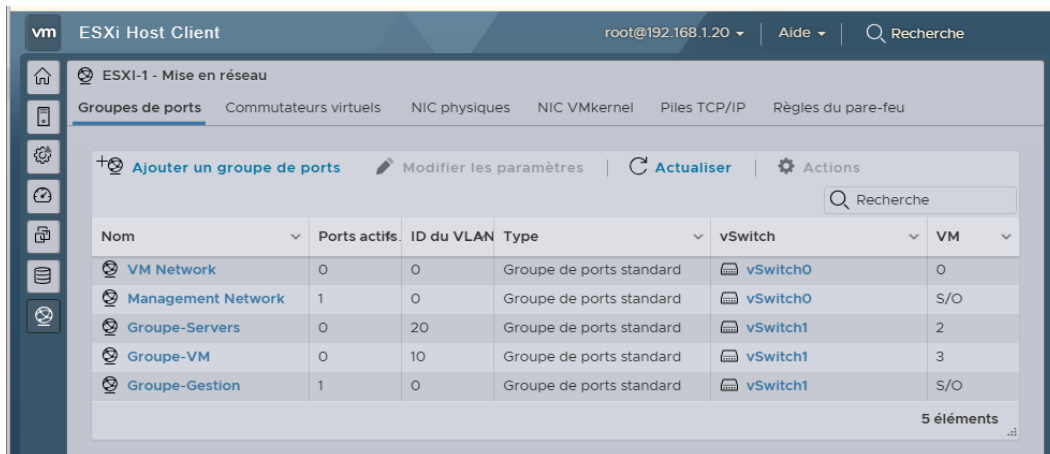 vm ESXi Host Client root@192.168.1.20 Aide Recherche
ESXI-1 - Mise en réseau
Groupes de ports Commutateurs virtuels NIC physiques NIC VMkernel Piles TCP/IP Règles du pare-feu
Ajouter un groupe de ports Modifier les paramètres Actualiser Actions
Recherche
Nom Ports actifs ID du VLAN Type vSwitch VM
VM Network 0 0 Groupe de ports standard vSwitch0 0
Management Network 1 0 Groupe de ports standard vSwitch0 S/O
Groupe-Servers 0 20 Groupe de ports standard vSwitch1 2
Groupe-VM 0 10 Groupe de ports standard vSwitch1 3
Groupe-Gestion 1 0 Groupe de ports standard vSwitch1 S/O
5 éléments